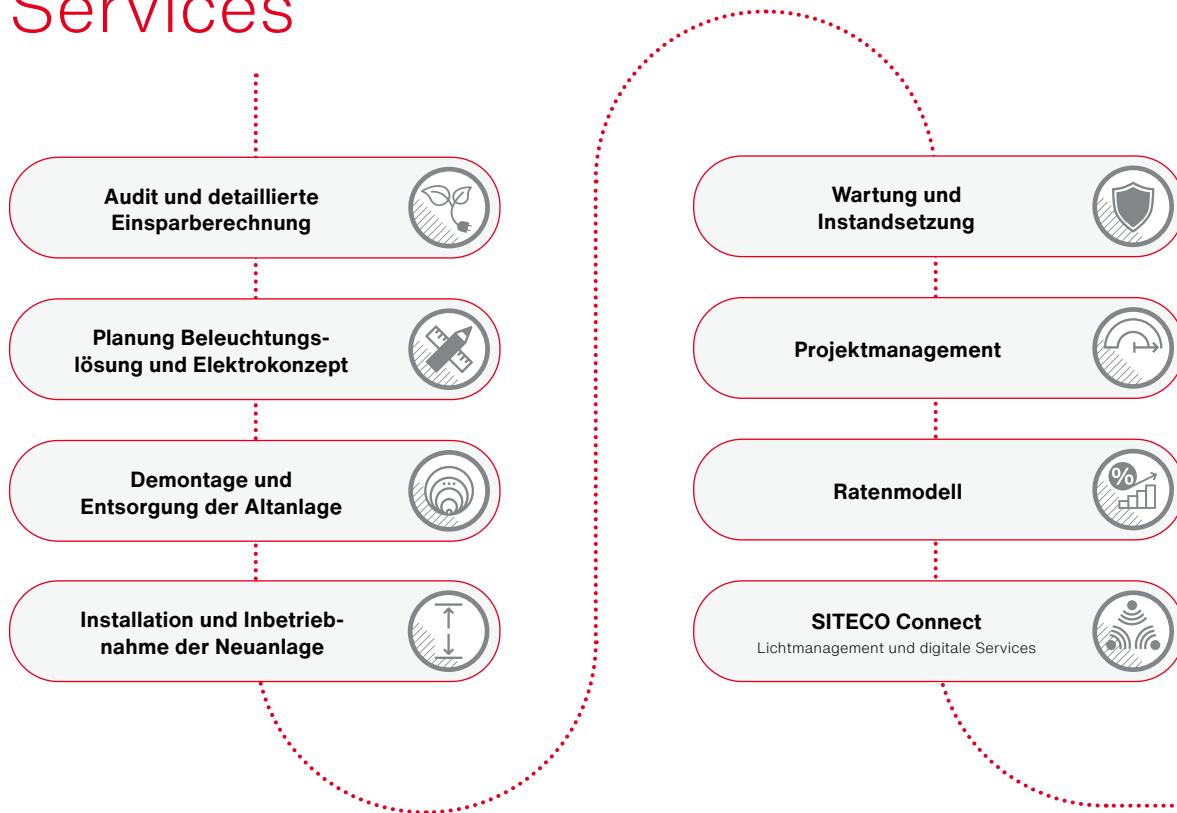 Services
Audit und detaillierte
Einsparberechnung
Planung Beleuchtungs-
lösung und Elektrokonzept
Demontage und
Entsorgung der Altanlage
Installation und Inbetrieb-
nahme der Neuanlage
Wartung und
Instandsetzung
Projektmanagement
Ratenmodell
%
SITECO Connect
Lichtmanagement und digitale Services